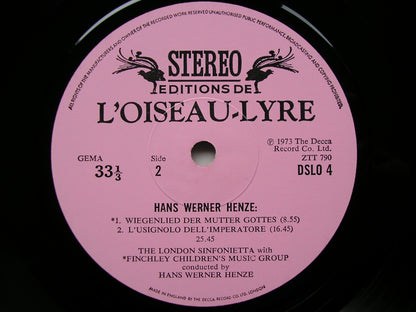 ALL RIGHTS OF THE MANUFACTURERS AND OWNER OF THE RECORDED WORK RESERVED UNAUTHORISED PUBLIC PERFORMANCE, BROADCASTING AND COPYING PROHIBITED.
STEREO
EDITIONS DE
L'OISEAU-LYRE
GEMA
33⅓
Side
2
℗ 1973 The Decca
Record Co. Ltd.
ZTT 790
DSLO 4
HANS WERNER HENZE:
*1. WIEGENLIED DER MUTTER GOTTES (8.55)
2. L'USIGNOLO DELL'IMPERATORE (16.45)
25.45
THE LONDON SINFONIETTA with
*FINCHLEY CHILDREN'S MUSIC GROUP
conducted by
HANS WERNER HENZE
MADE IN ENGLAND BY THE DECCA RECORD CO. LTD. LONDON